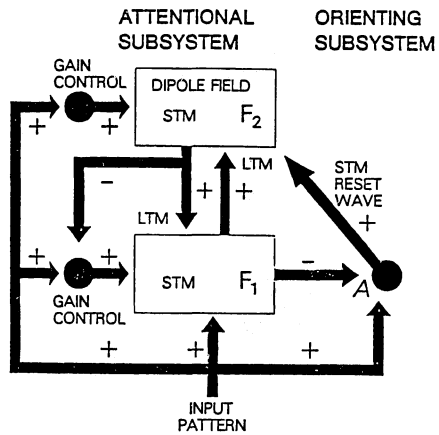 ATTENTIONAL
SUBSYSTEM
ORIENTING
SUBSYSTEM
GAIN
CONTROL
DIPOLE FIELD
STM F2
+ +
LTM
STM
RESET
WAVE
−
+ +
+
LTM
+ +
STM F1
−
A
GAIN
CONTROL
+ + +
INPUT
PATTERN